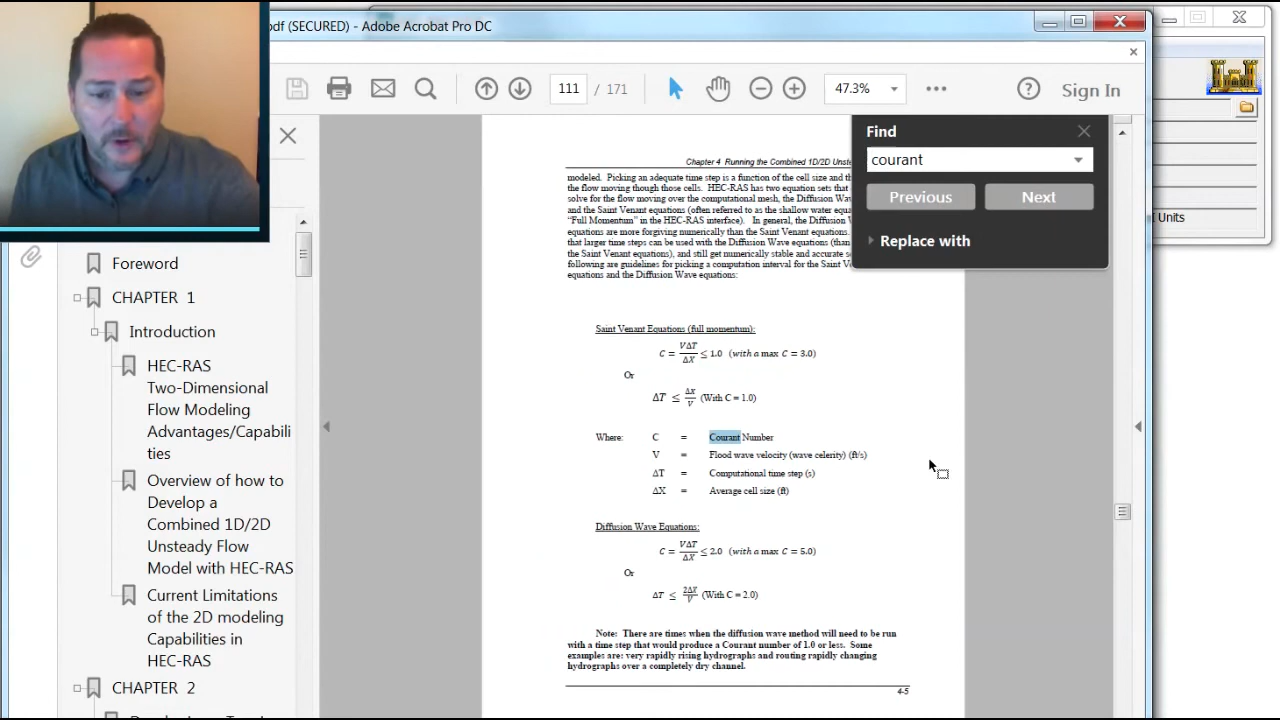 pdf (SECURED) - Adobe Acrobat Pro DC
111 / 171
47.3%
Sign In
Find
courant
Previous
Next
Replace with
Units
Foreword
CHAPTER 1
Introduction
HEC-RAS
Two-Dimensional
Flow Modeling
Advantages/Capabili
ties
Overview of how to
Develop a
Combined 1D/2D
Unsteady Flow
Model with HEC-RAS
Current Limitations
of the 2D modeling
Capabilities in
HEC-RAS
CHAPTER 2
Chapter 4 Running the Combined 1D/2D Unste
modeled. Picking an adequate time step is a function of the cell size and th
the flow moving though those cells. HEC-RAS has two equation sets that
solve for the flow moving over the computational mesh, the Diffusion Wav
and the Saint Venant equations (often referred to as the shallow water equa
"Full Momentum" in the HEC-RAS interface). In general, the Diffusion W
equations are more forgiving numerically than the Saint Venant equations.
that larger time steps can be used with the Diffusion Wave equations (than
the Saint Venant equations), and still get numerically stable and accurate s
following are guidelines for picking a computation interval for the Saint V
equations and the Diffusion Wave equations:
Saint Venant Equations (full momentum):
C = VΔT/ΔX ≤ 1.0 (with a max C = 3.0)
Or
ΔT ≤ ΔX/V (With C = 1.0)
Where: C = Courant Number
V = Flood wave velocity (wave celerity) (ft/s)
ΔT = Computational time step (s)
ΔX = Average cell size (ft)
Diffusion Wave Equations:
C = VΔT/ΔX ≤ 2.0 (with a max C = 5.0)
Or
ΔT ≤ 2ΔX/V (With C = 2.0)
Note: There are times when the diffusion wave method will need to be run
with a time step that would produce a Courant number of 1.0 or less. Some
examples are: very rapidly rising hydrographs and routing rapidly changing
hydrographs over a completely dry channel.
4-5